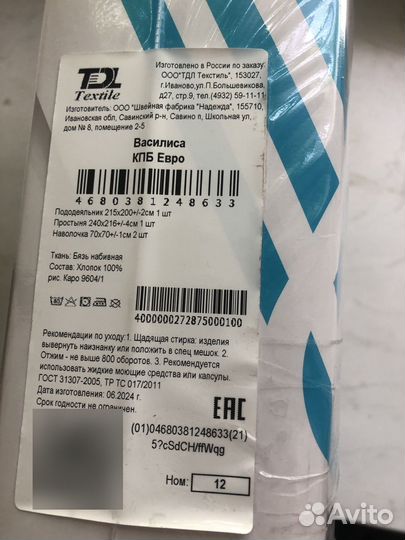 TDL
Textile
Изготовлено в России по заказу:
ООО"ТДЛ Текстиль", 153027,
г.Иваново,ул.П.Большевикова,
д27, стр.9, тел.(4932) 59-11-11
Изготовитель: ООО "Швейная фабрика "Надежда", 155710,
Ивановская обл, Савинский р-н, Савино п, Школьная ул,
дом № 8, помещение 2-5
Василиса
КПБ Евро
4680381248633
Пододеяльник 215х200+/-2см 1 шт
Простыня 240х216+/-4см 1 шт
Наволочка 70х70+/-1см 2 шт
Ткань: Бязь набивная
Состав: Хлопок 100%
рис. Каро 9604/1
4000000272875000100
Рекомендации по уходу:1. Щадящая стирка: изделия
вывернуть наизнанку или положить в спец мешок. 2.
Отжим - не выше 800 оборотов. 3. Рекомендуется
использовать жидкие моющие средства или капсулы.
ГОСТ 31307-2005, ТР ТС 017/2011
Дата изготовления: 06.2024 г.
Срок годности не ограничен.
EAC
(01)04680381248633(21)
5?cSdCH/ffWqg
Ном: 12
Avito